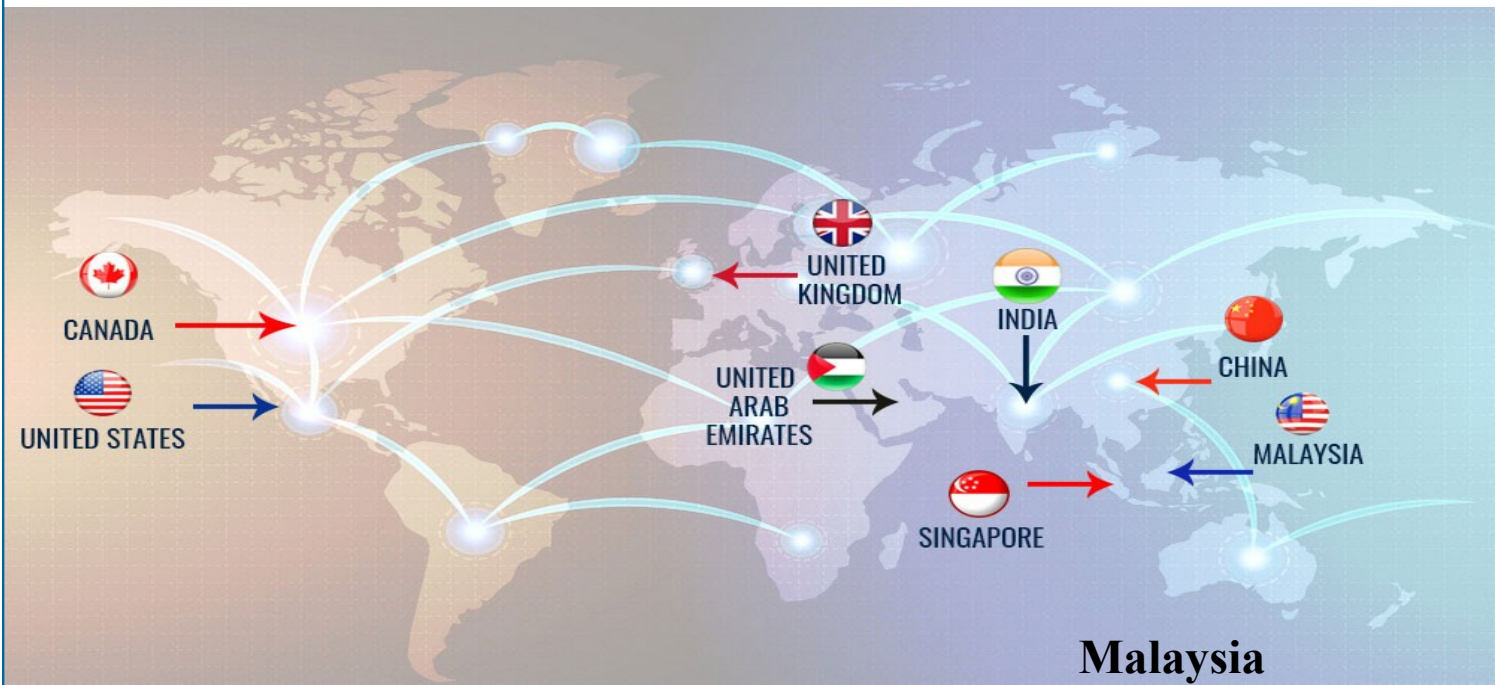 CANADA
UNITED STATES
UNITED
KINGDOM
UNITED
ARAB
EMIRATES
INDIA
CHINA
MALAYSIA
SINGAPORE
Malaysia